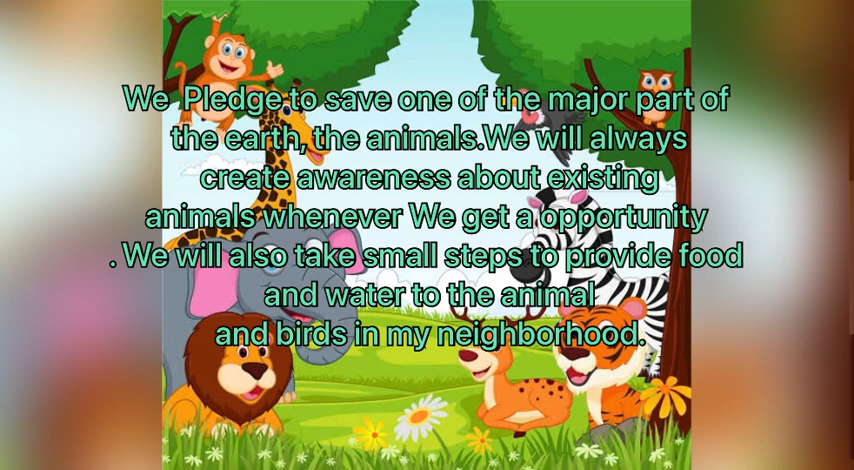 We Pledge to save one of the major part of
the earth, the animals.We will always
create awareness about existing
animals whenever We get a opportunity
. We will also take small steps to provide food
and water to the animal
and birds in my neighborhood.